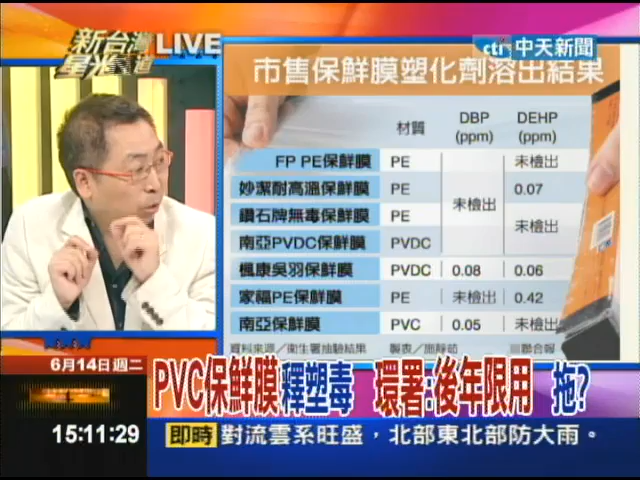 新台灣
星光大道
LIVE
cti 中天新聞
市售保鮮膜塑化劑溶出結果
材質 DBP (ppm) DEHP (ppm)
FP PE保鮮膜 PE 未檢出
妙潔耐高溫保鮮膜 PE 0.07
未檢出
鑽石牌無毒保鮮膜 PE 未檢出
南亞PVDC保鮮膜 PVDC
楓康吳羽保鮮膜 PVDC 0.08 0.06
家福PE保鮮膜 PE 未檢出 0.42
南亞保鮮膜 PVC 0.05 未檢出
資料來源／衛生署抽驗結果 製表／施靜茹 聯合報
6月14日週二
PVC保鮮膜釋塑毒 環署:後年限用 拖?
15:11:29
即時 對流雲系旺盛，北部東北部防大雨。